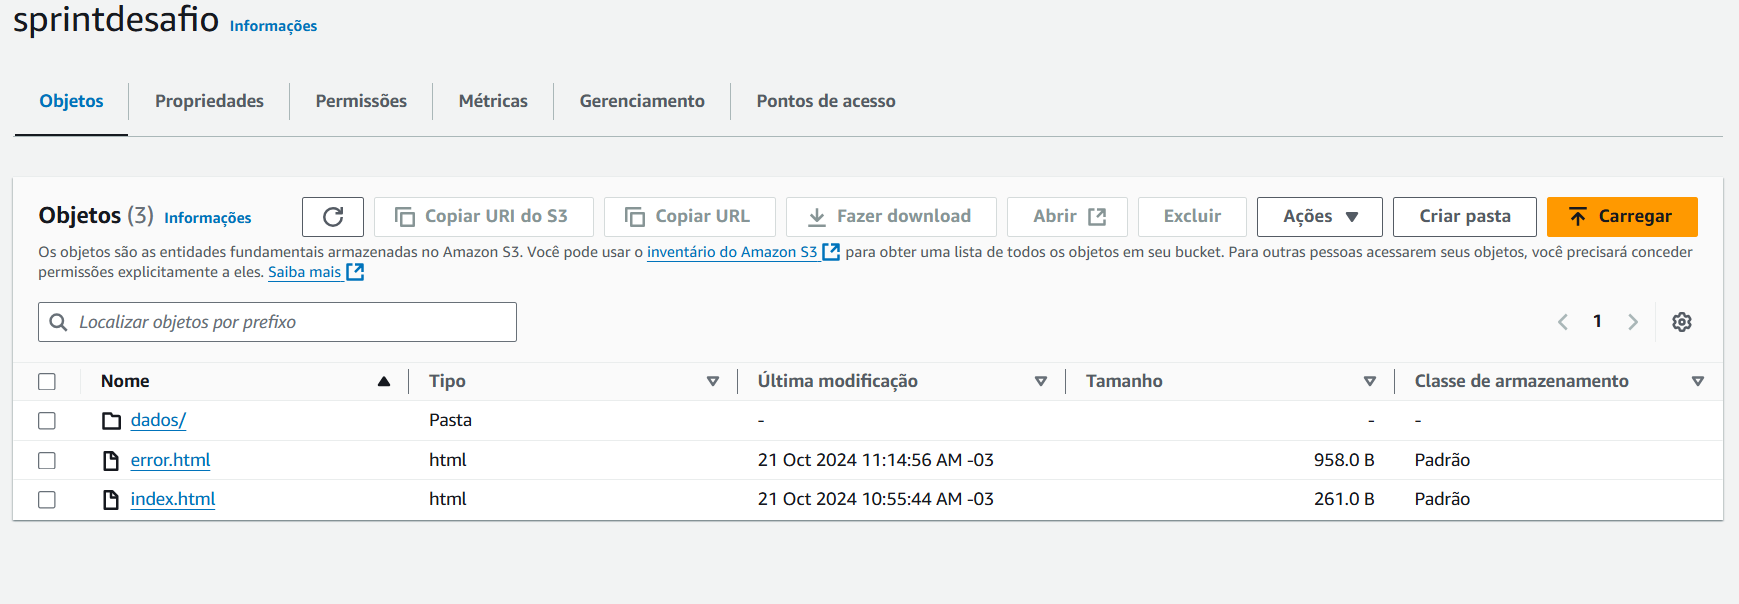 sprintdesafio Informações
Objetos Propriedades Permissões Métricas Gerenciamento Pontos de acesso
Objetos (3) Informações Copiar URI do S3 Copiar URL Fazer download Abrir Excluir Ações Criar pasta Carregar
Os objetos são as entidades fundamentais armazenadas no Amazon S3. Você pode usar o inventário do Amazon S3 para obter uma lista de todos os objetos em seu bucket. Para outras pessoas acessarem seus objetos, você precisará conceder
permissões explicitamente a eles. Saiba mais
Localizar objetos por prefixo 1
Nome Tipo Última modificação Tamanho Classe de armazenamento
dados/ Pasta - - -
error.html html 21 Oct 2024 11:14:56 AM -03 958.0 B Padrão
index.html html 21 Oct 2024 10:55:44 AM -03 261.0 B Padrão